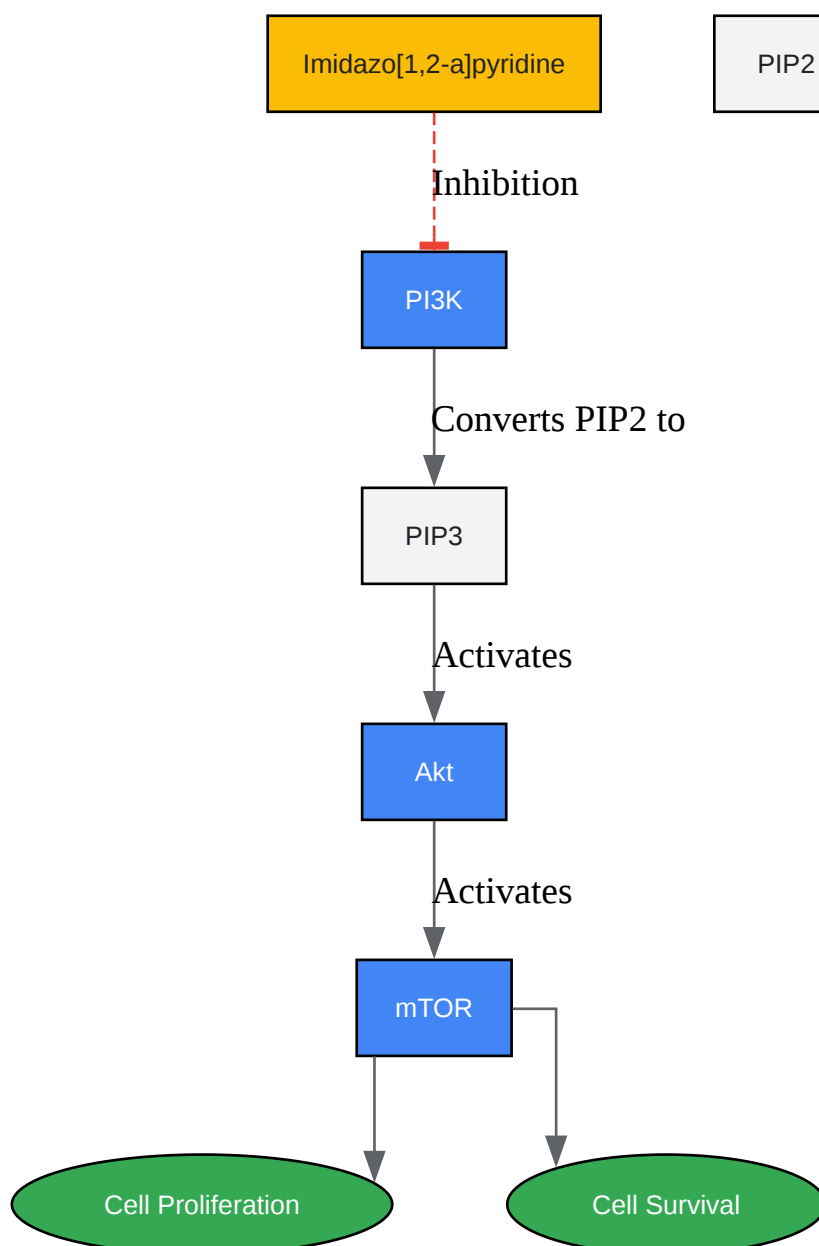 Imidazo[1,2-a]pyridine
PIP2
Inhibition
PI3K
Converts PIP2 to
PIP3
Activates
Akt
Activates
mTOR
Cell Proliferation
Cell Survival